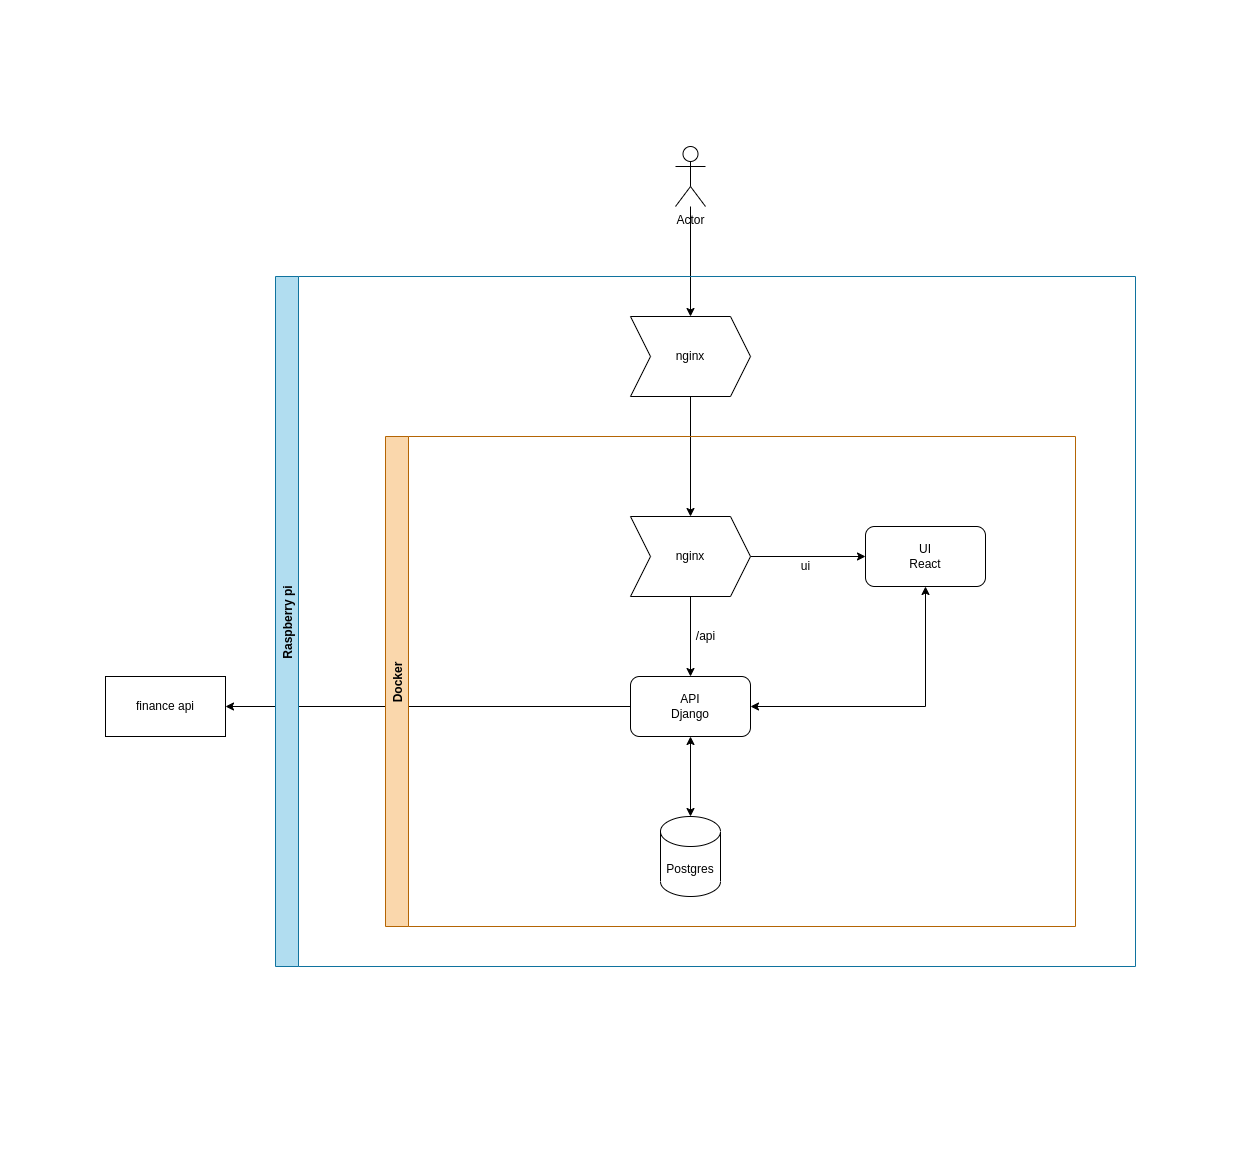 Actor
nginx
nginx
ui
UI
React
/api
Raspberry pi
Docker
finance api
API
Django
Postgres